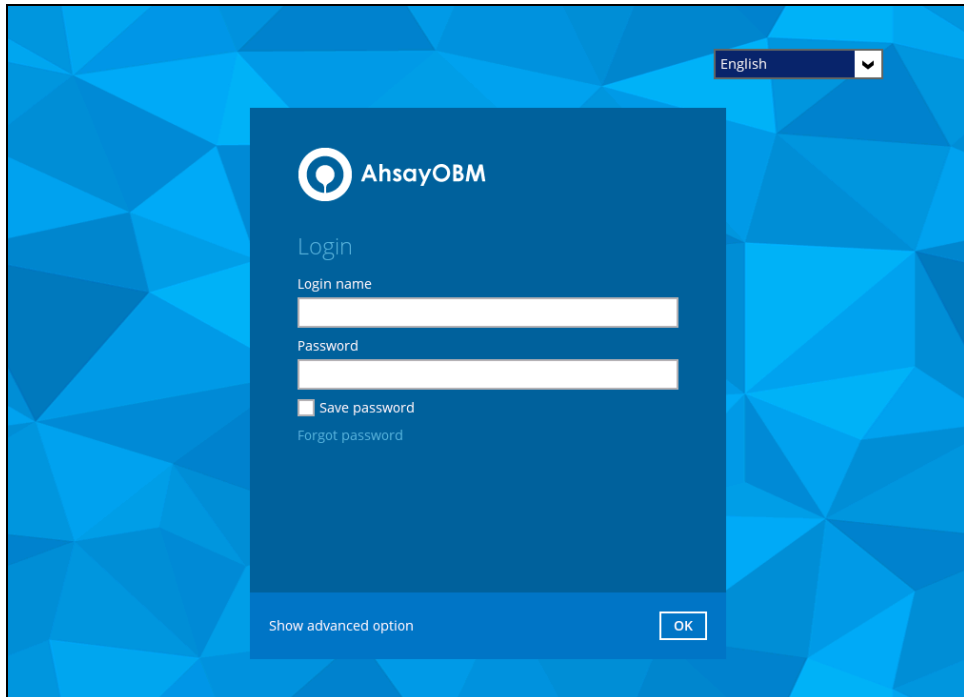 English
AhsayOBM
Login
Login name
Password
Save password
Forgot password
Show advanced option
OK